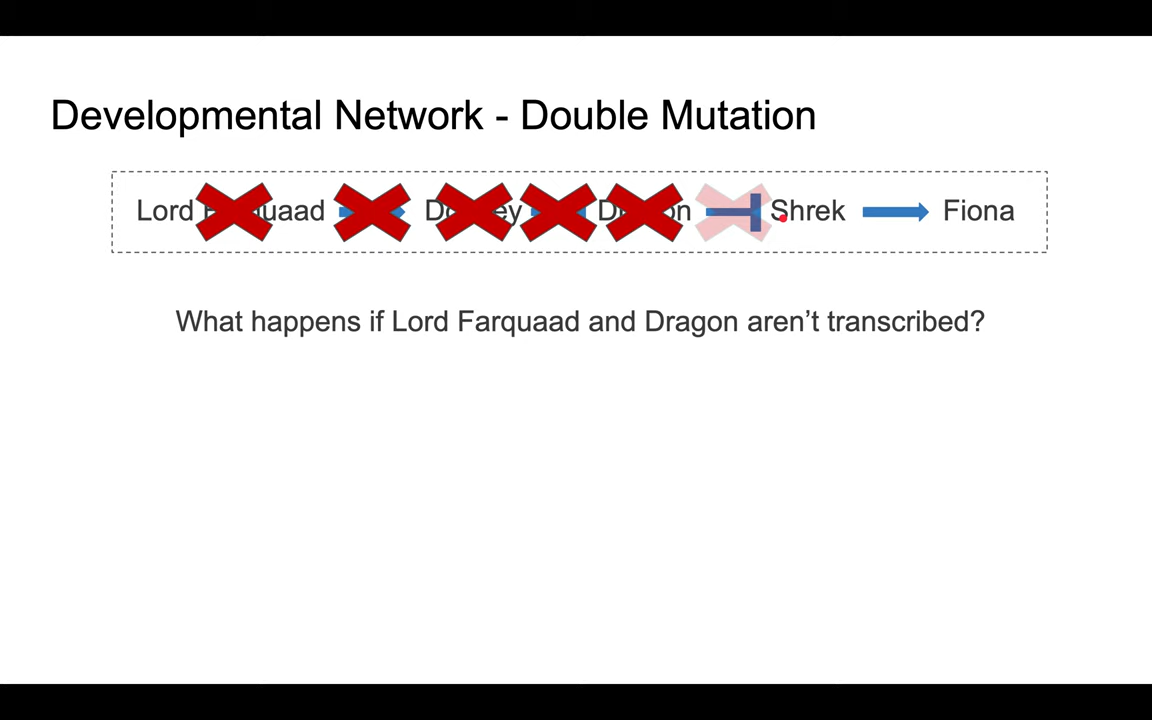 Developmental Network - Double Mutation
Lord Farquaad Donkey Dragon Shrek Fiona
What happens if Lord Farquaad and Dragon aren’t transcribed?